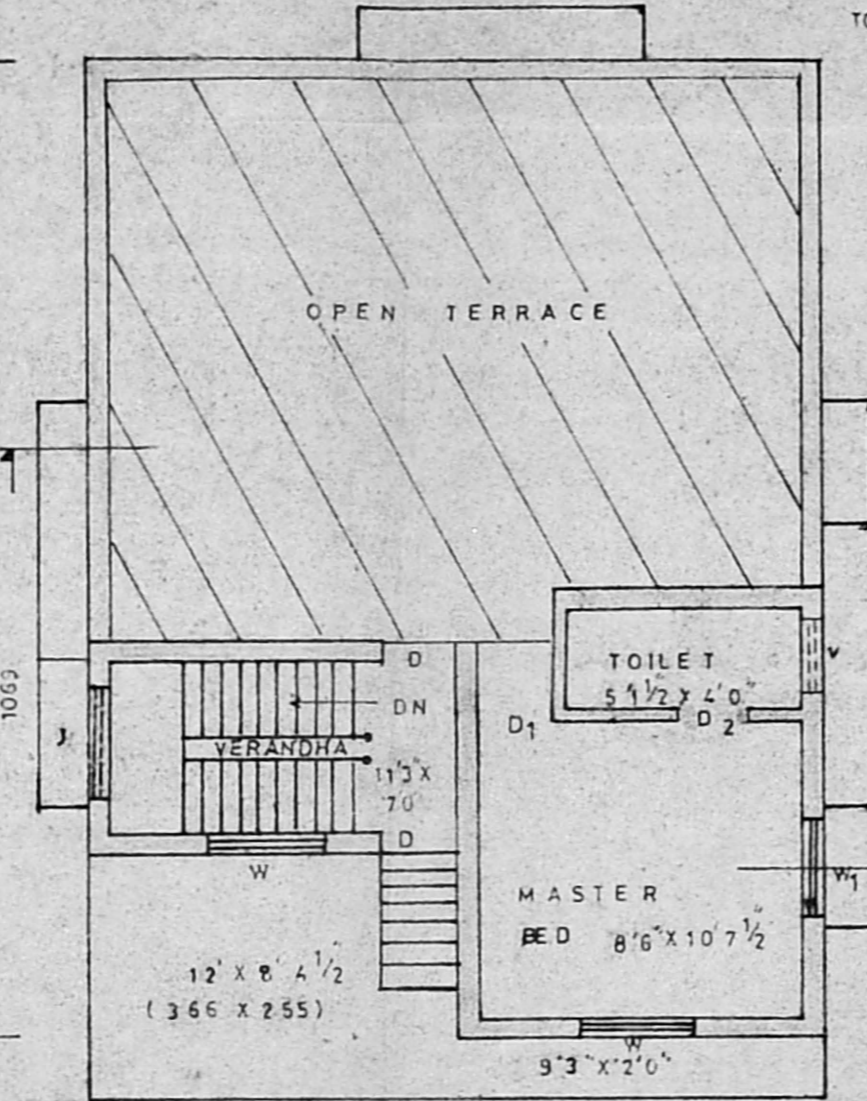 TO
OPEN TERRACE
1069
TOILET
5'1½" X 4'0"
V
D
DN
D1
D2
VERANDHA
11'3" X
7'0
D
W
W1
MASTER
BED 8'6" X 10'7½"
12' X 8'4½"
(366 X 255)
W
9'3" X 2'0"